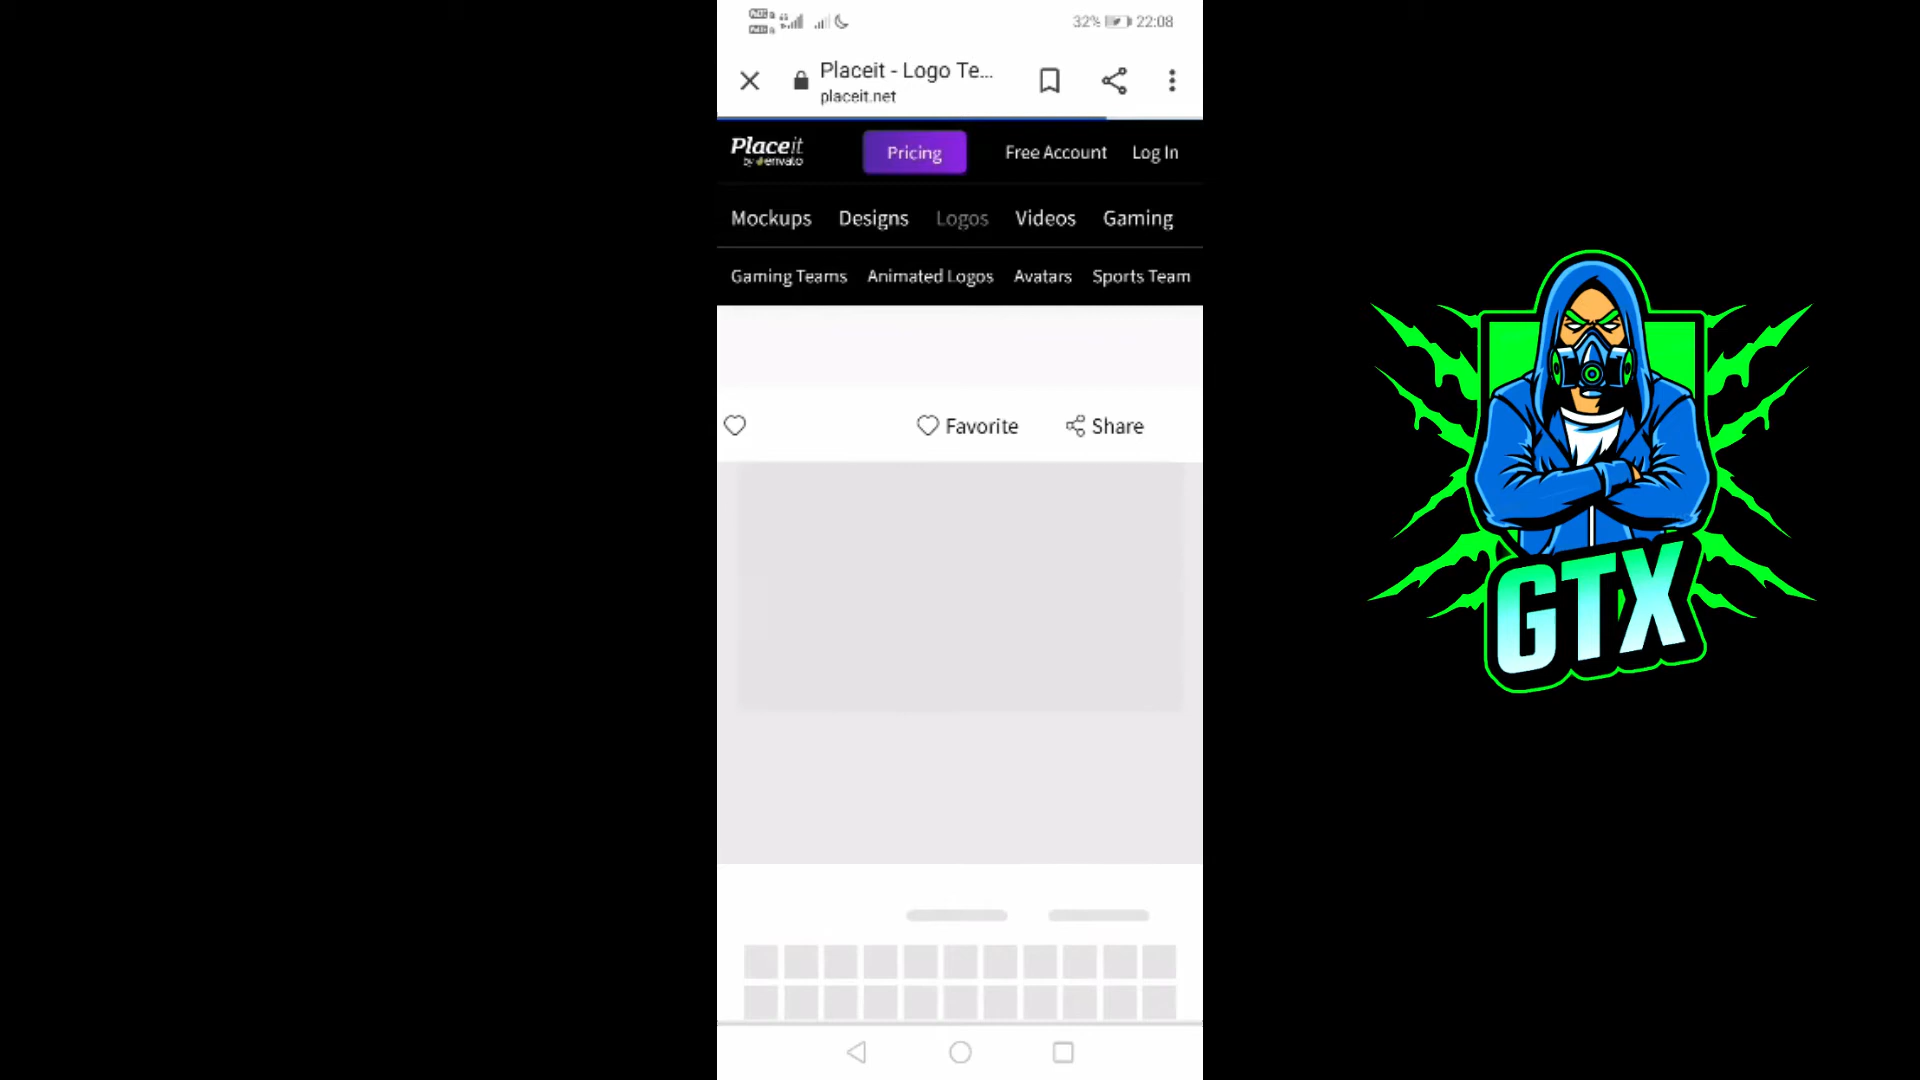 32% 22:08
Placeit - Logo Te...
placeit.net
Placeit
by envato
Pricing
Free Account
Log In
Mockups
Designs
Logos
Videos
Gaming
Gaming Teams
Animated Logos
Avatars
Sports Team
Favorite
Share
GTX